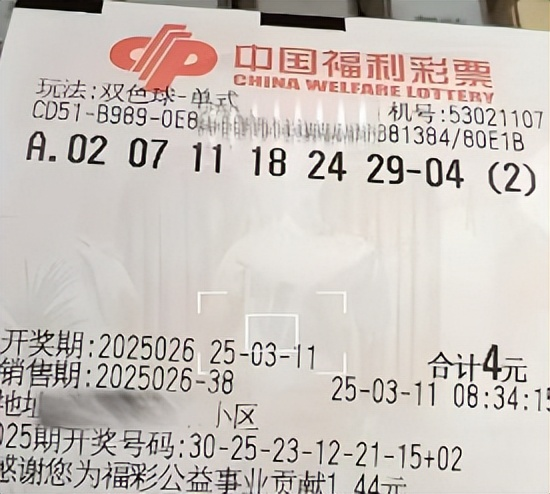 中国福利彩票
CHINA WELFARE LOTTERY
玩法:双色球-单式 机号:53021107
CD51-B989-0E8 B81384/80E1B
A.02 07 11 18 24 29-04 (2)
开奖期:2025026 25-03-11 合计4元
销售期:2025026-38 25-03-11 08:34:15
地址 小区
025期开奖号码:30-25-23-12-21-15+02
感谢您为福彩公益事业贡献1.44元